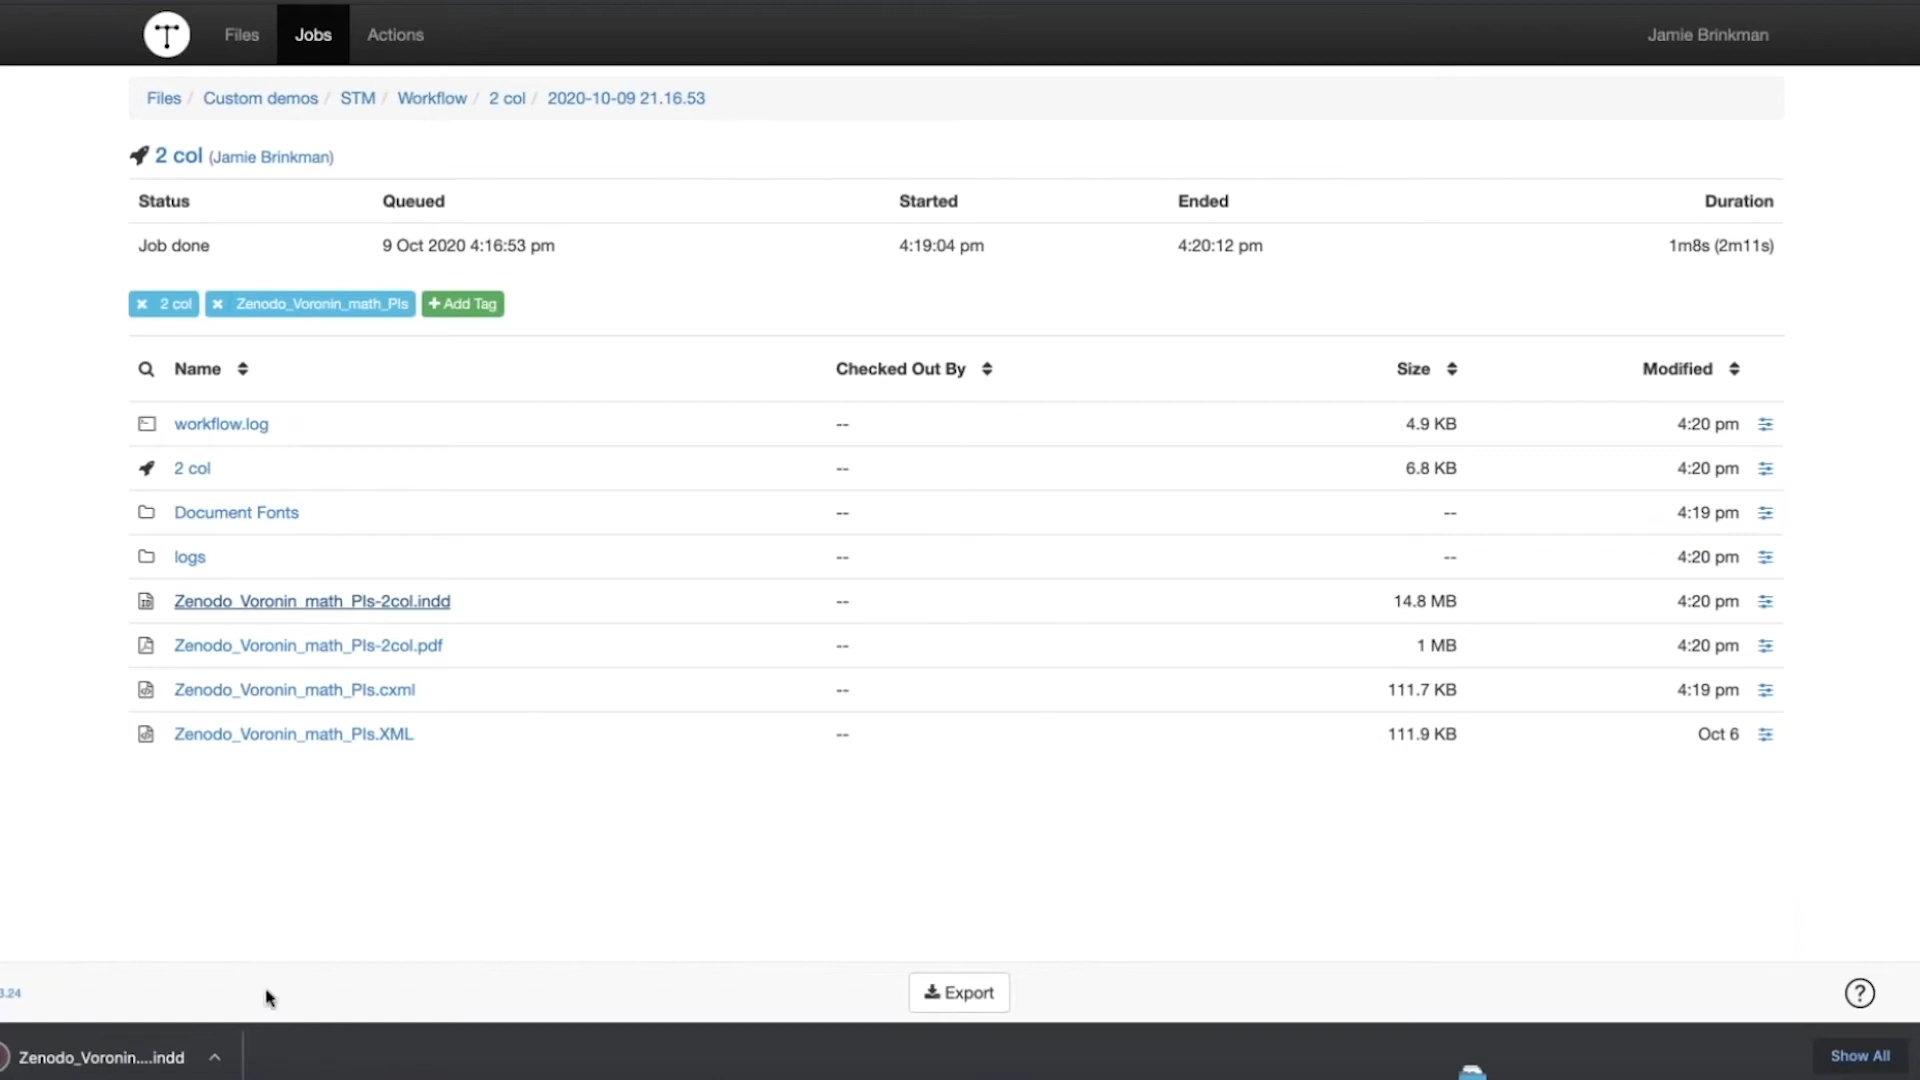 Files Jobs Actions Jamie Brinkman
Files / Custom demos / STM / Workflow / 2 col / 2020-10-09 21.16.53
2 col (Jamie Brinkman)
Status Queued Started Ended Duration
Job done 9 Oct 2020 4:16:53 pm 4:19:04 pm 4:20:12 pm 1m8s (2m11s)
× 2 col × Zenodo_Voronin_math_Pls + Add Tag
Name Checked Out By Size Modified
workflow.log -- 4.9 KB 4:20 pm
2 col -- 6.8 KB 4:20 pm
Document Fonts -- -- 4:19 pm
logs -- -- 4:20 pm
Zenodo_Voronin_math_Pls-2col.indd -- 14.8 MB 4:20 pm
Zenodo_Voronin_math_Pls-2col.pdf -- 1 MB 4:20 pm
Zenodo_Voronin_math_Pls.cxml -- 111.7 KB 4:19 pm
Zenodo_Voronin_math_Pls.XML -- 111.9 KB Oct 6
3.24 Export ?
Zenodo_Voronin....indd Show All